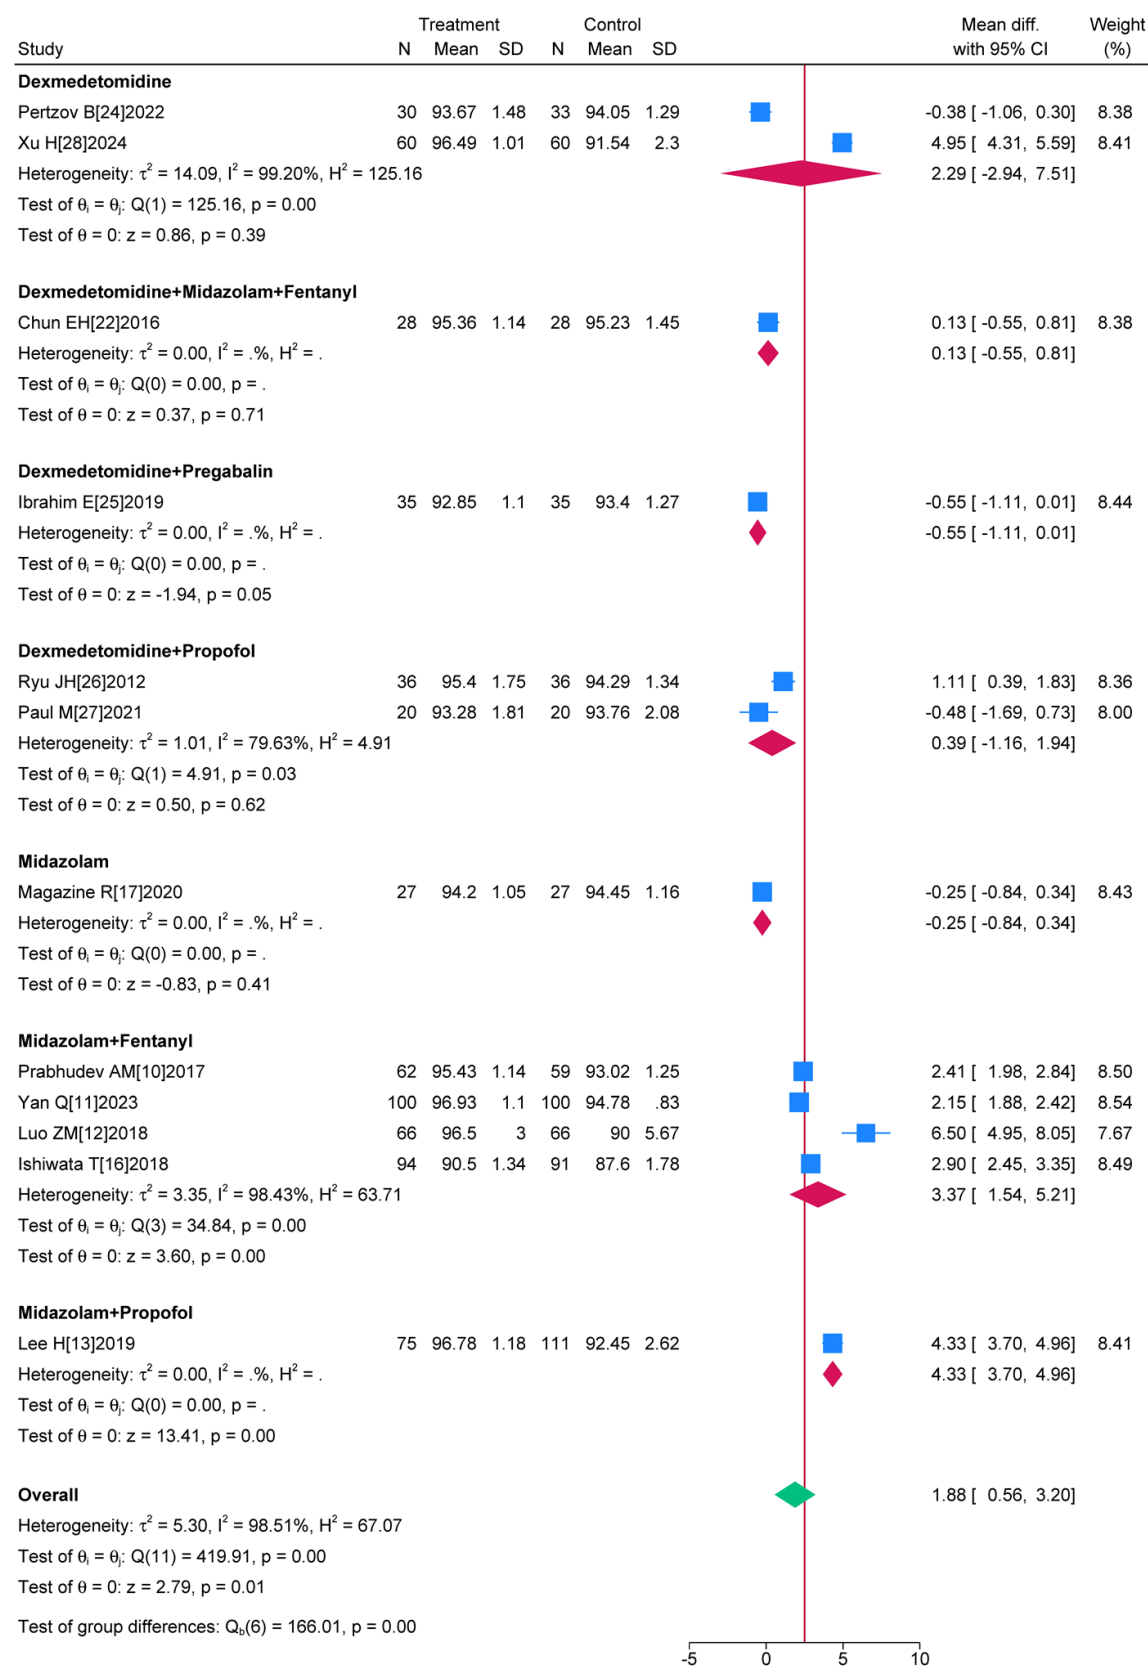 Treatment Control Mean diff. Weight
Study N Mean SD N Mean SD with 95% CI (%)
Dexmedetomidine
Pertzov B[24]2022 30 93.67 1.48 33 94.05 1.29 -0.38 [ -1.06, 0.30] 8.38
Xu H[28]2024 60 96.49 1.01 60 91.54 2.3 4.95 [ 4.31, 5.59] 8.41
Heterogeneity: τ² = 14.09, I² = 99.20%, H² = 125.16 2.29 [ -2.94, 7.51]
Test of θᵢ = θⱼ: Q(1) = 125.16, p = 0.00
Test of θ = 0: z = 0.86, p = 0.39
Dexmedetomidine+Midazolam+Fentanyl
Chun EH[22]2016 28 95.36 1.14 28 95.23 1.45 0.13 [ -0.55, 0.81] 8.38
Heterogeneity: τ² = 0.00, I² = .%, H² = . 0.13 [ -0.55, 0.81]
Test of θᵢ = θⱼ: Q(0) = 0.00, p = .
Test of θ = 0: z = 0.37, p = 0.71
Dexmedetomidine+Pregabalin
Ibrahim E[25]2019 35 92.85 1.1 35 93.4 1.27 -0.55 [ -1.11, 0.01] 8.44
Heterogeneity: τ² = 0.00, I² = .%, H² = . -0.55 [ -1.11, 0.01]
Test of θᵢ = θⱼ: Q(0) = 0.00, p = .
Test of θ = 0: z = -1.94, p = 0.05
Dexmedetomidine+Propofol
Ryu JH[26]2012 36 95.4 1.75 36 94.29 1.34 1.11 [ 0.39, 1.83] 8.36
Paul M[27]2021 20 93.28 1.81 20 93.76 2.08 -0.48 [ -1.69, 0.73] 8.00
Heterogeneity: τ² = 1.01, I² = 79.63%, H² = 4.91 0.39 [ -1.16, 1.94]
Test of θᵢ = θⱼ: Q(1) = 4.91, p = 0.03
Test of θ = 0: z = 0.50, p = 0.62
Midazolam
Magazine R[17]2020 27 94.2 1.05 27 94.45 1.16 -0.25 [ -0.84, 0.34] 8.43
Heterogeneity: τ² = 0.00, I² = .%, H² = . -0.25 [ -0.84, 0.34]
Test of θᵢ = θⱼ: Q(0) = 0.00, p = .
Test of θ = 0: z = -0.83, p = 0.41
Midazolam+Fentanyl
Prabhudev AM[10]2017 62 95.43 1.14 59 93.02 1.25 2.41 [ 1.98, 2.84] 8.50
Yan Q[11]2023 100 96.93 1.1 100 94.78 .83 2.15 [ 1.88, 2.42] 8.54
Luo ZM[12]2018 66 96.5 3 66 90 5.67 6.50 [ 4.95, 8.05] 7.67
Ishiwata T[16]2018 94 90.5 1.34 91 87.6 1.78 2.90 [ 2.45, 3.35] 8.49
Heterogeneity: τ² = 3.35, I² = 98.43%, H² = 63.71 3.37 [ 1.54, 5.21]
Test of θᵢ = θⱼ: Q(3) = 34.84, p = 0.00
Test of θ = 0: z = 3.60, p = 0.00
Midazolam+Propofol
Lee H[13]2019 75 96.78 1.18 111 92.45 2.62 4.33 [ 3.70, 4.96] 8.41
Heterogeneity: τ² = 0.00, I² = .%, H² = . 4.33 [ 3.70, 4.96]
Test of θᵢ = θⱼ: Q(0) = 0.00, p = .
Test of θ = 0: z = 13.41, p = 0.00
Overall 1.88 [ 0.56, 3.20]
Heterogeneity: τ² = 5.30, I² = 98.51%, H² = 67.07
Test of θᵢ = θⱼ: Q(11) = 419.91, p = 0.00
Test of θ = 0: z = 2.79, p = 0.01
Test of group differences: Q_b(6) = 166.01, p = 0.00
-5 0 5 10